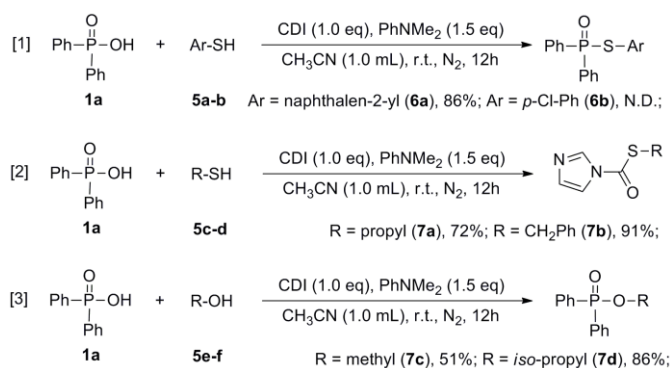 [1] Ph P O OH Ph + Ar-SH CDI (1.0 eq), PhNMe2 (1.5 eq) CH3CN (1.0 mL), r.t., N2, 12h Ph P O S Ar Ph
1a 5a-b Ar = naphthalen-2-yl (6a), 86%; Ar = p-Cl-Ph (6b), N.D.;
[2] Ph P O OH Ph + R-SH CDI (1.0 eq), PhNMe2 (1.5 eq) CH3CN (1.0 mL), r.t., N2, 12h N N S-R O
1a 5c-d R = propyl (7a), 72%; R = CH2Ph (7b), 91%;
[3] Ph P O OH Ph + R-OH CDI (1.0 eq), PhNMe2 (1.5 eq) CH3CN (1.0 mL), r.t., N2, 12h Ph P O O-R Ph
1a 5e-f R = methyl (7c), 51%; R = iso-propyl (7d), 86%;